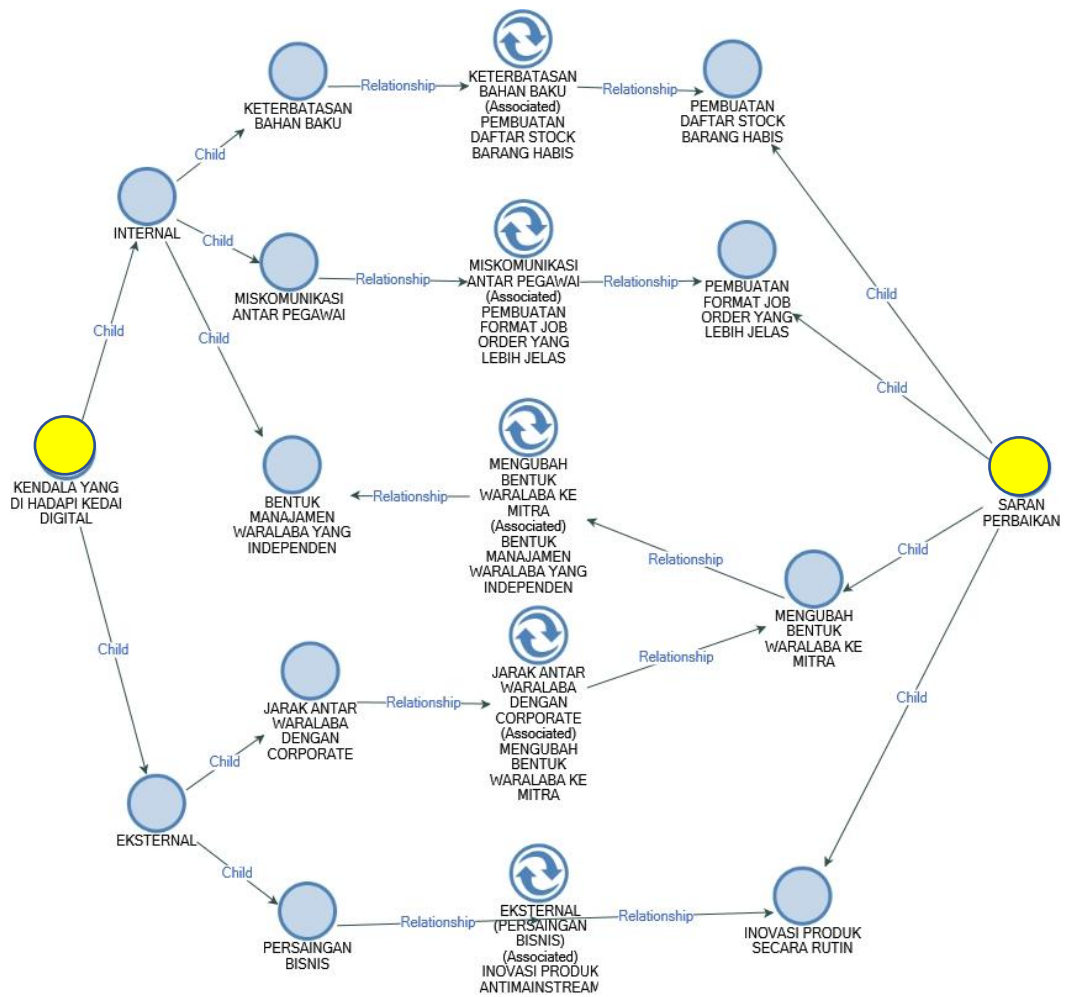 KETERBATASAN
BAHAN BAKU
Relationship
KETERBATASAN
BAHAN BAKU
(Associated)
PEMBUATAN
DAFTAR STOCK
BARANG HABIS
Relationship
PEMBUATAN
DAFTAR STOCK
BARANG HABIS
Child
INTERNAL
Child
MISKOMUNIKASI
ANTAR PEGAWAI
Relationship
MISKOMUNIKASI
ANTAR PEGAWAI
(Associated)
PEMBUATAN
FORMAT JOB
ORDER YANG
LEBIH JELAS
Relationship
PEMBUATAN
FORMAT JOB
ORDER YANG
LEBIH JELAS
Child
Child
Child
Child
KENDALA YANG
DI HADAPI KEDAI
DIGITAL
BENTUK
MANAJAMEN
WARALABA YANG
INDEPENDEN
Relationship
MENGUBAH
BENTUK
WARALABA KE
MITRA
(Associated)
BENTUK
MANAJAMEN
WARALABA YANG
INDEPENDEN
Relationship
SARAN
PERBAIKAN
Child
MENGUBAH
BENTUK
WARALABA KE
MITRA
Child
JARAK ANTAR
WARALABA
DENGAN
CORPORATE
Relationship
JARAK ANTAR
WARALABA
DENGAN
CORPORATE
(Associated)
MENGUBAH
BENTUK
WARALABA KE
MITRA
Relationship
Child
Child
EKSTERNAL
Child
PERSAINGAN
BISNIS
Relationship
EKSTERNAL
(PERSAINGAN
BISNIS)
(Associated)
INOVASI PRODUK
ANTIMAINSTREAM
Relationship
INOVASI PRODUK
SECARA RUTIN